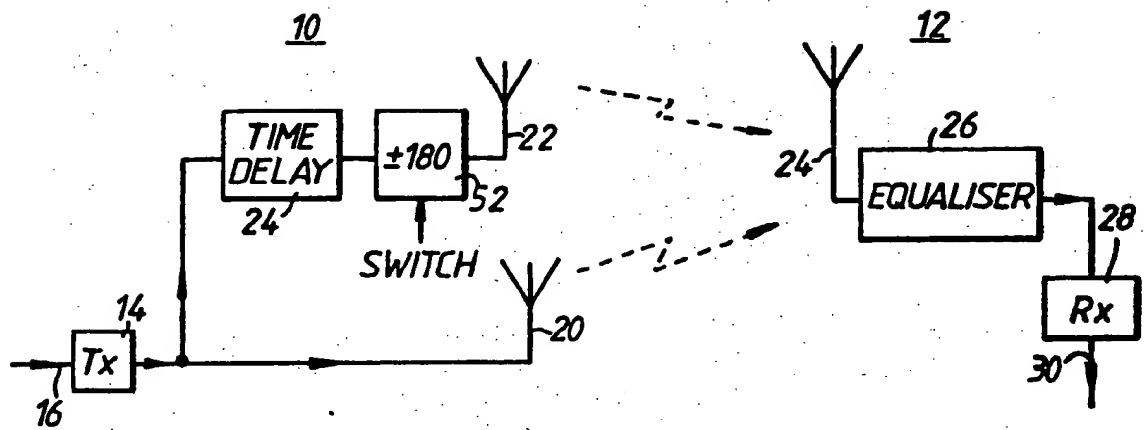 10
12
TIME
DELAY
24
±180
52
22
SWITCH
20
14
Tx
16
24
26
EQUALISER
28
Rx
30